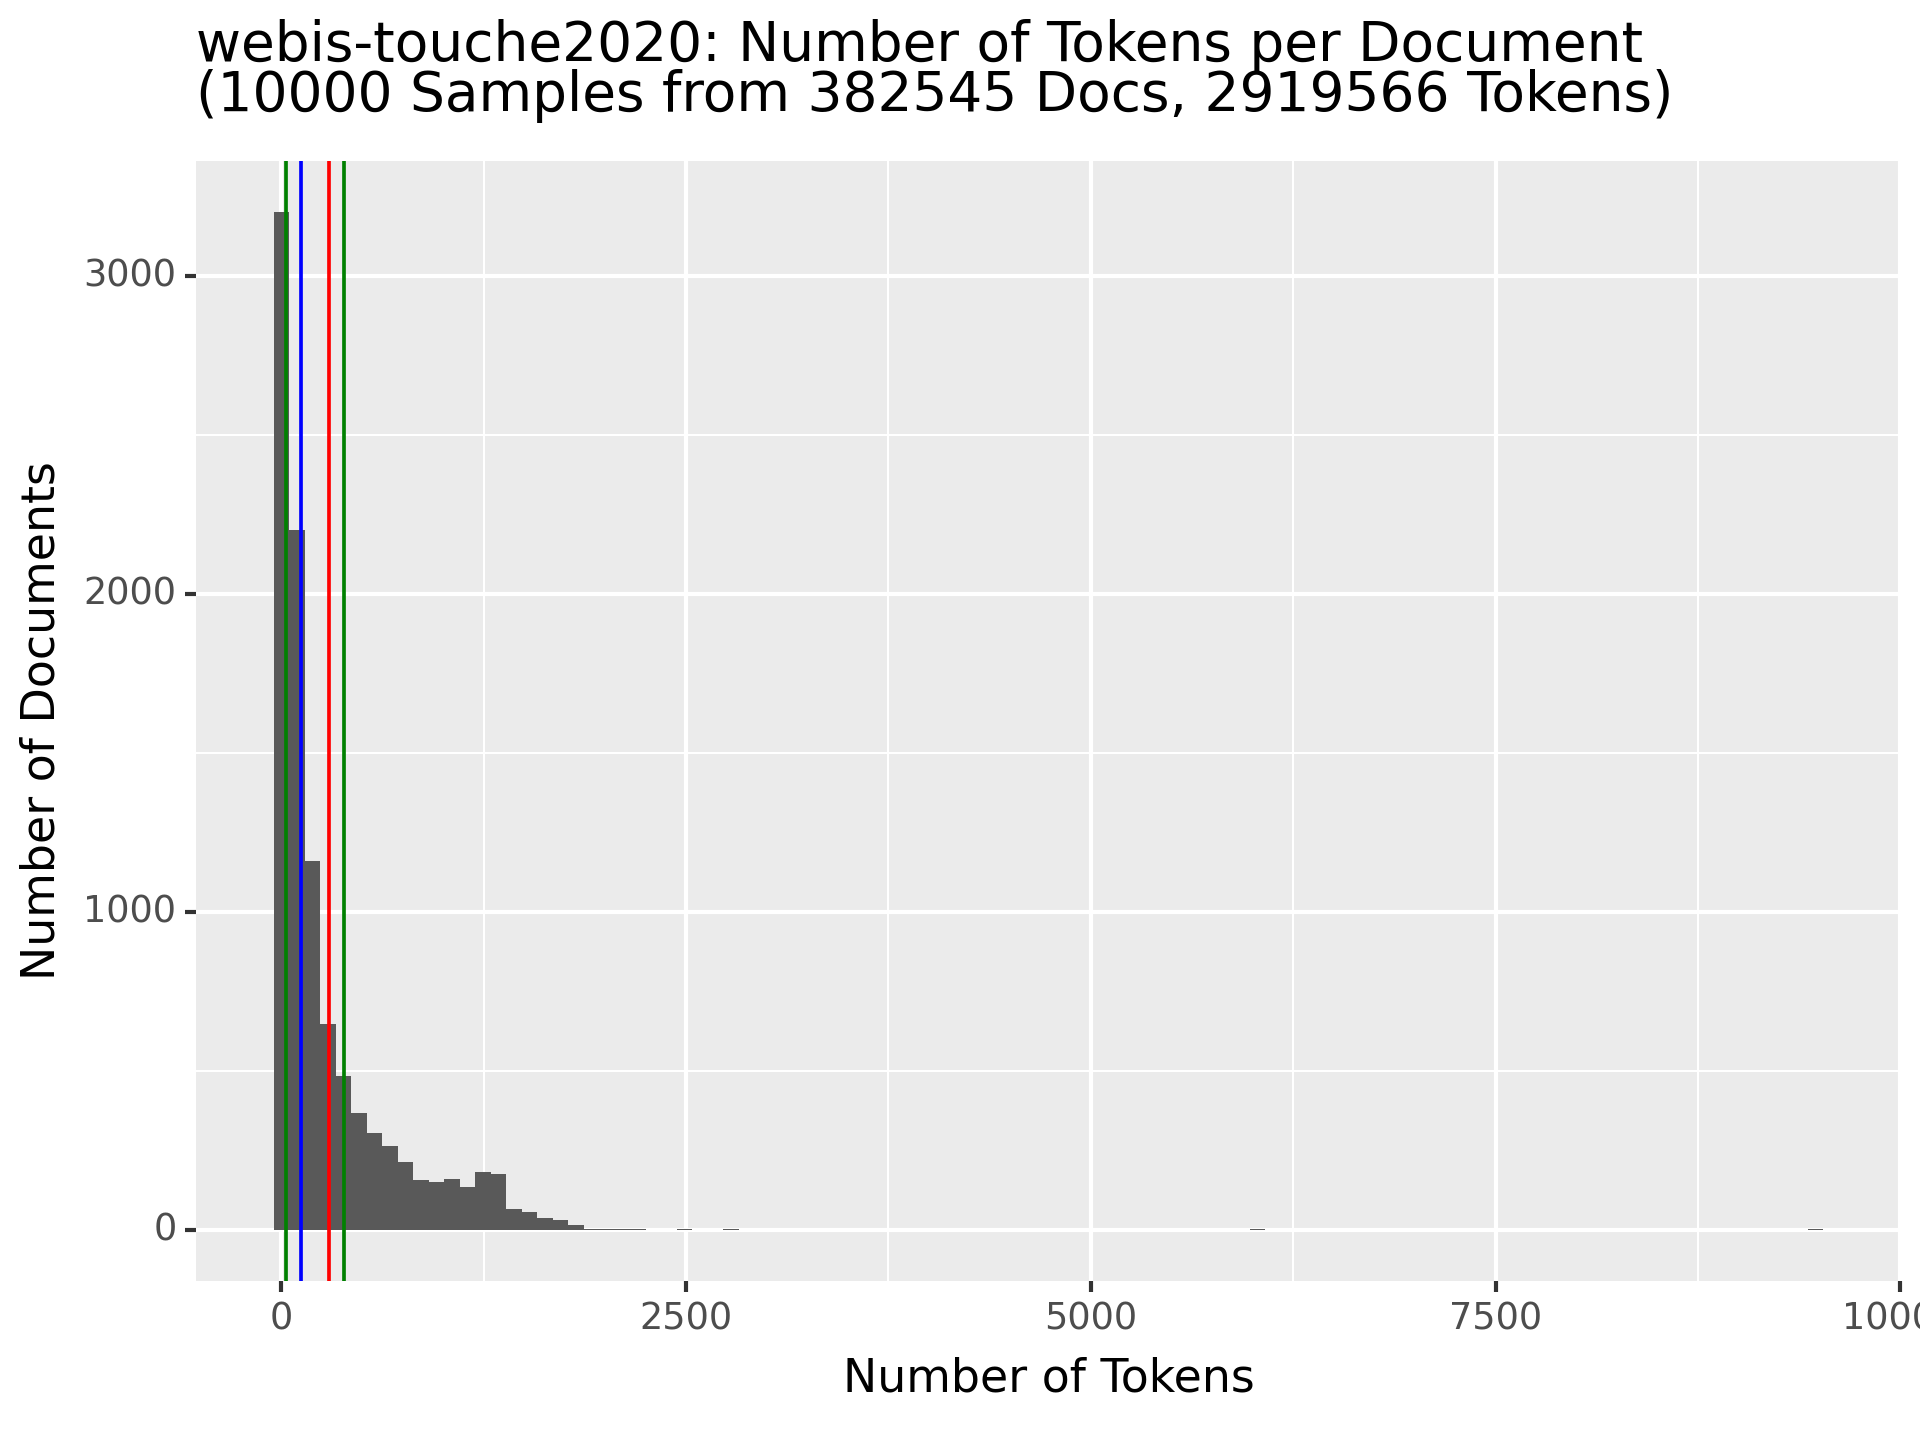 webis-touche2020: Number of Tokens per Document
(10000 Samples from 382545 Docs, 2919566 Tokens)
Number of Documents
3000
2000
1000
0
0 2500 5000 7500 1000
Number of Tokens